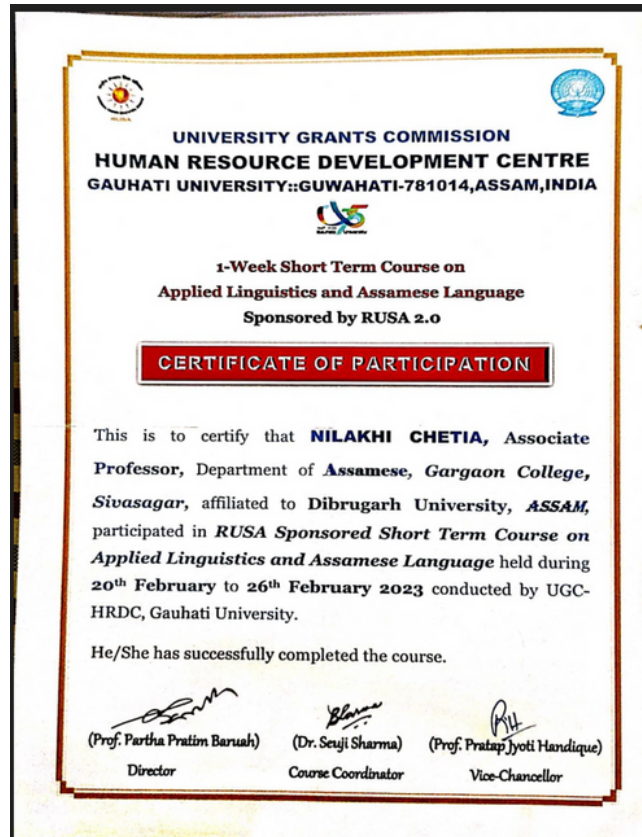 RUSA
UNIVERSITY GRANTS COMMISSION
HUMAN RESOURCE DEVELOPMENT CENTRE
GAUHATI UNIVERSITY::GUWAHATI-781014,ASSAM,INDIA
1-Week Short Term Course on
Applied Linguistics and Assamese Language
Sponsored by RUSA 2.0
CERTIFICATE OF PARTICIPATION
This is to certify that NILAKHI CHETIA, Associate
Professor, Department of Assamese, Gargaon College,
Sivasagar, affiliated to Dibrugarh University, ASSAM,
participated in RUSA Sponsored Short Term Course on
Applied Linguistics and Assamese Language held during
20th February to 26th February 2023 conducted by UGC-
HRDC, Gauhati University.
He/She has successfully completed the course.
(Prof. Partha Pratim Baruah) (Dr. Seuji Sharma) (Prof. Pratap Jyoti Handique)
Director Course Coordinator Vice-Chancellor